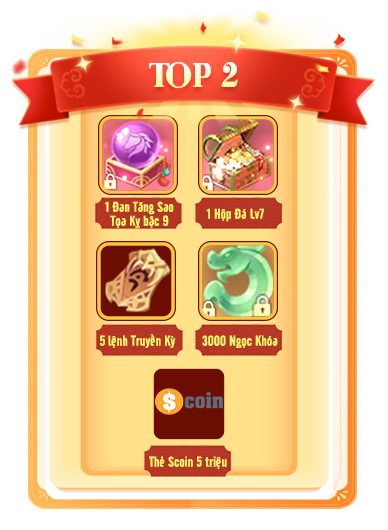 TOP 2
1 Đan Tăng Sao
Tọa Kỵ bậc 9
1 Hộp Đá Lv7
5 lệnh Truyền Kỳ
3000 Ngọc Khóa
$coin
Thẻ Scoin 5 triệu